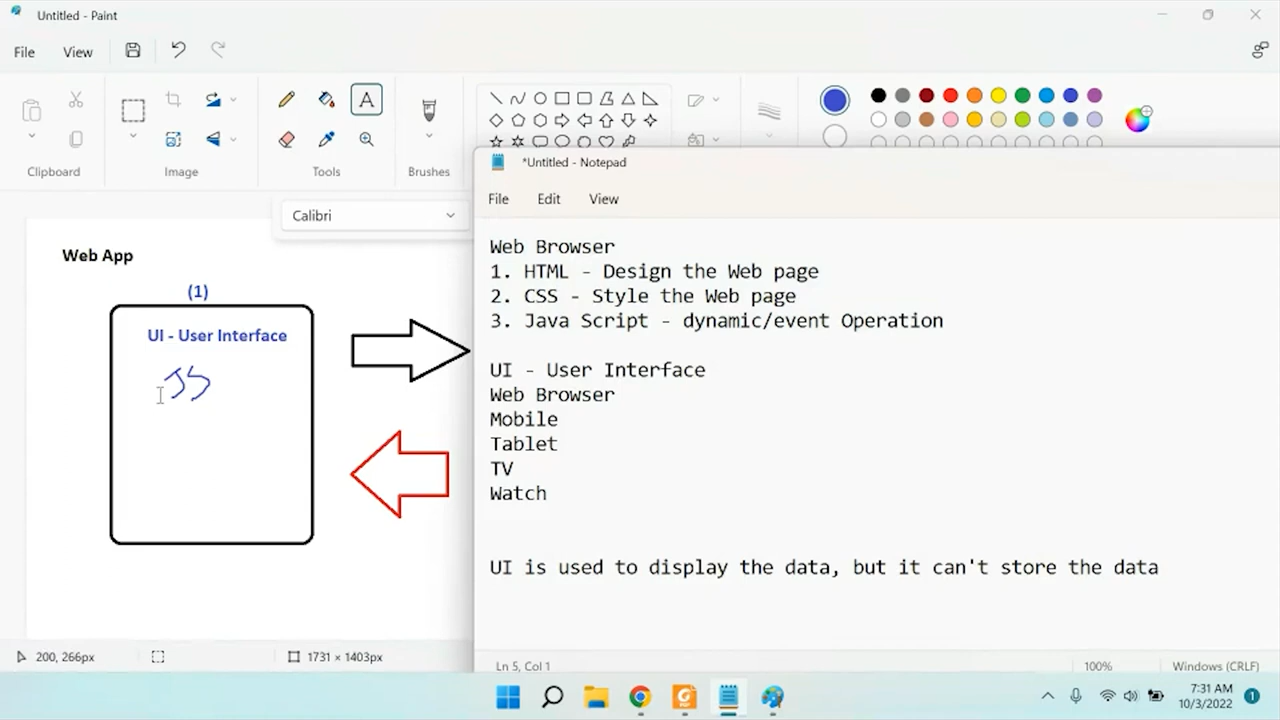 Untitled - Paint
File
View
Clipboard
Image
Tools
Brushes
A
Calibri
Web App
(1)
UI - User Interface
JS
200, 266px
1731 × 1403px
*Untitled - Notepad
File
Edit
View
Web Browser
1. HTML - Design the Web page
2. CSS - Style the Web page
3. Java Script - dynamic/event Operation
UI - User Interface
Web Browser
Mobile
Tablet
TV
Watch
UI is used to display the data, but it can't store the data
Ln 5, Col 1
100%
Windows (CRLF)
PDF
7:31 AM
10/3/2022
1